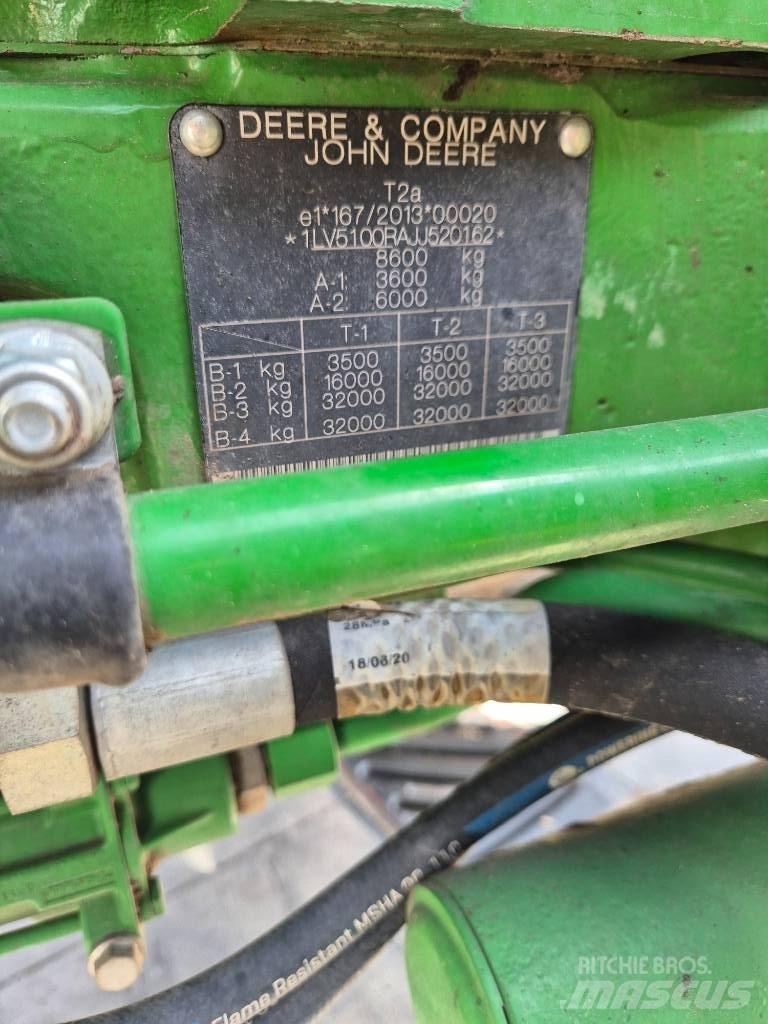 DEERE & COMPANY
JOHN DEERE
T2a
e1*167/2013*00020
*1LV5100RAJJ520162*
8600 kg
A-1: 3600 kg
A-2: 6000 kg
T-1 T-2 T-3
B-1 kg 3500 3500 3500
B-2 kg 16000 16000 16000
B-3 kg 32000 32000 32000
B-4 kg 32000 32000 32000
18/06/20
Flame Resistant MSHA
RITCHIE BROS.
MASCUS